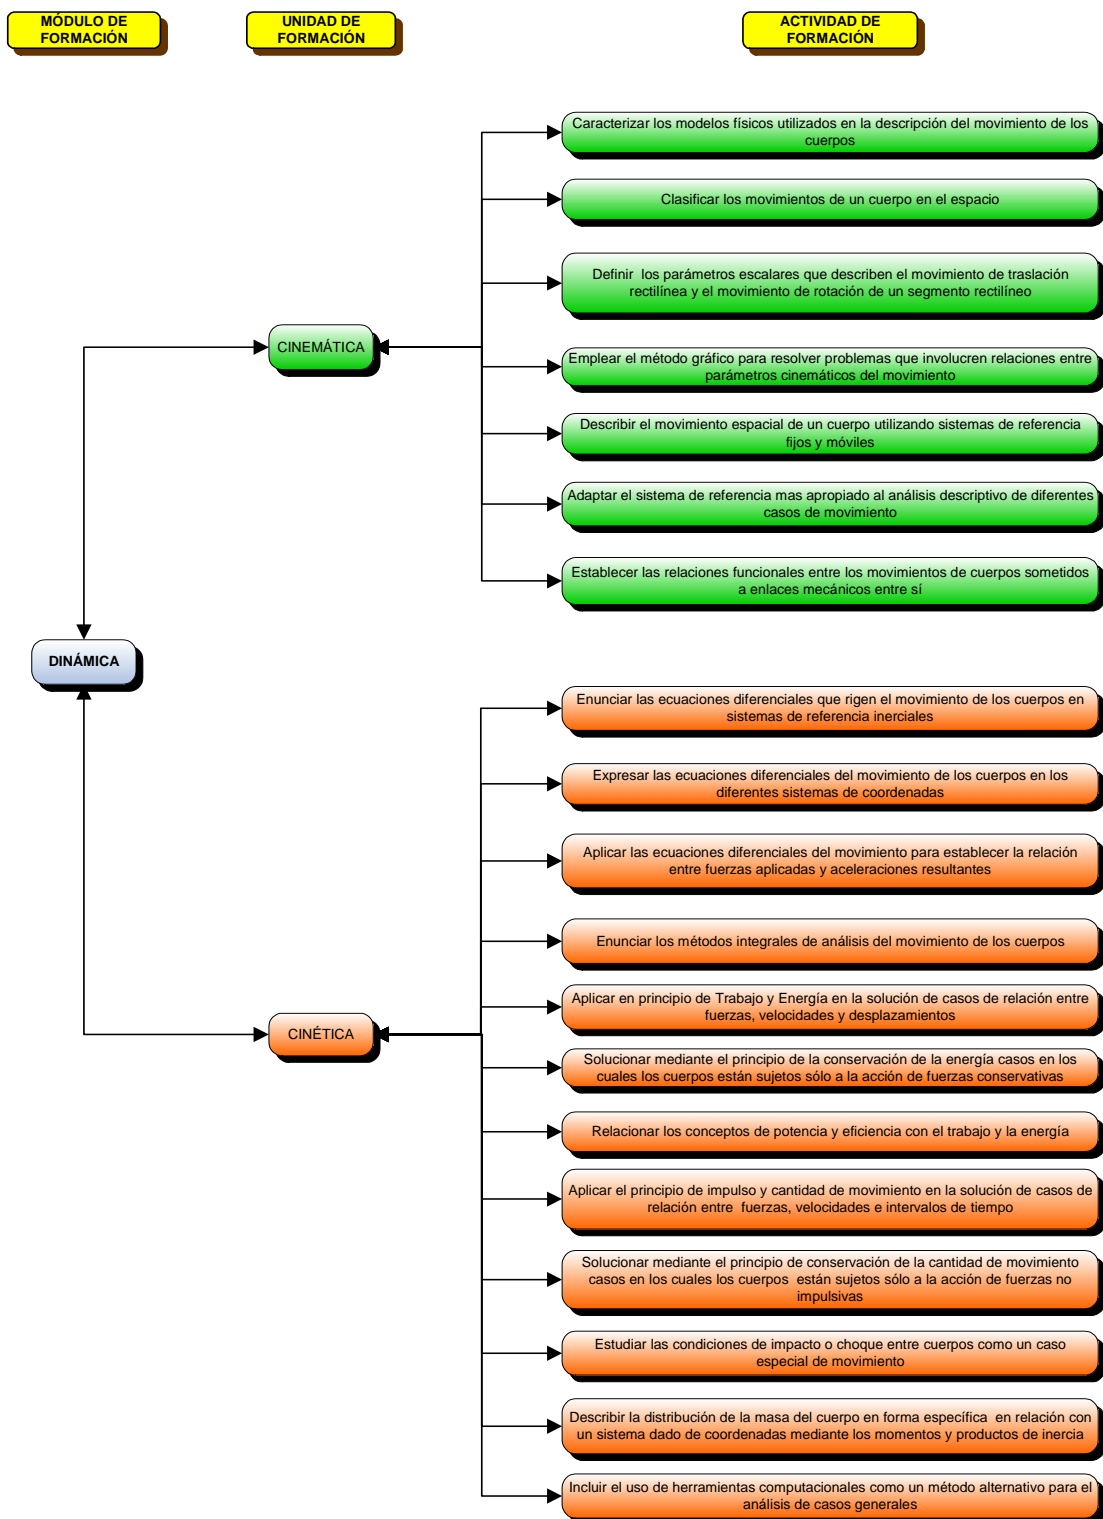 MÓDULO DE
FORMACIÓN
UNIDAD DE
FORMACIÓN
ACTIVIDAD DE
FORMACIÓN
Caracterizar los modelos físicos utilizados en la descripción del movimiento de los
cuerpos
Clasificar los movimientos de un cuerpo en el espacio
Definir los parámetros escalares que describen el movimiento de traslación
rectilínea y el movimiento de rotación de un segmento rectilíneo
CINEMÁTICA
Emplear el método gráfico para resolver problemas que involucren relaciones entre
parámetros cinemáticos del movimiento
Describir el movimiento espacial de un cuerpo utilizando sistemas de referencia
fijos y móviles
Adaptar el sistema de referencia mas apropiado al análisis descriptivo de diferentes
casos de movimiento
Establecer las relaciones funcionales entre los movimientos de cuerpos sometidos
a enlaces mecánicos entre sí
DINÁMICA
Enunciar las ecuaciones diferenciales que rigen el movimiento de los cuerpos en
sistemas de referencia inerciales
Expresar las ecuaciones diferenciales del movimiento de los cuerpos en los
diferentes sistemas de coordenadas
Aplicar las ecuaciones diferenciales del movimiento para establecer la relación
entre fuerzas aplicadas y aceleraciones resultantes
Enunciar los métodos integrales de análisis del movimiento de los cuerpos
Aplicar en principio de Trabajo y Energía en la solución de casos de relación entre
fuerzas, velocidades y desplazamientos
CINÉTICA
Solucionar mediante el principio de la conservación de la energía casos en los
cuales los cuerpos están sujetos sólo a la acción de fuerzas conservativas
Relacionar los conceptos de potencia y eficiencia con el trabajo y la energía
Aplicar el principio de impulso y cantidad de movimiento en la solución de casos de
relación entre fuerzas, velocidades e intervalos de tiempo
Solucionar mediante el principio de conservación de la cantidad de movimiento
casos en los cuales los cuerpos están sujetos sólo a la acción de fuerzas no
impulsivas
Estudiar las condiciones de impacto o choque entre cuerpos como un caso
especial de movimiento
Describir la distribución de la masa del cuerpo en forma específica en relación con
un sistema dado de coordenadas mediante los momentos y productos de inercia
Incluir el uso de herramientas computacionales como un método alternativo para el
análisis de casos generales